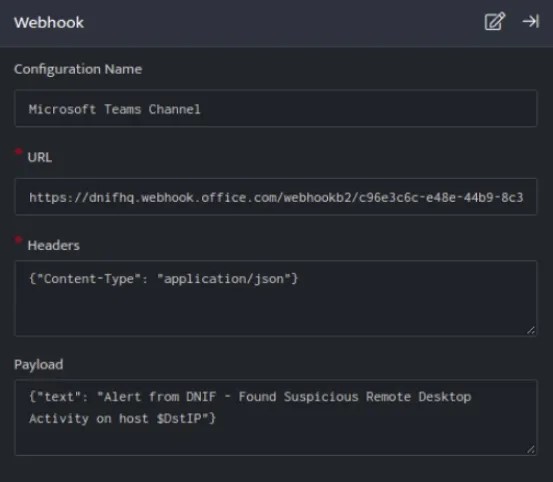 Webhook
Configuration Name
Microsoft Teams Channel
* URL
https://dnifhq.webhook.office.com/webhookb2/c96e3c6c-e48e-44b9-8c3
* Headers
{"Content-Type": "application/json"}
Payload
{"text": "Alert from DNIF - Found Suspicious Remote Desktop
Activity on host $DstIP"}